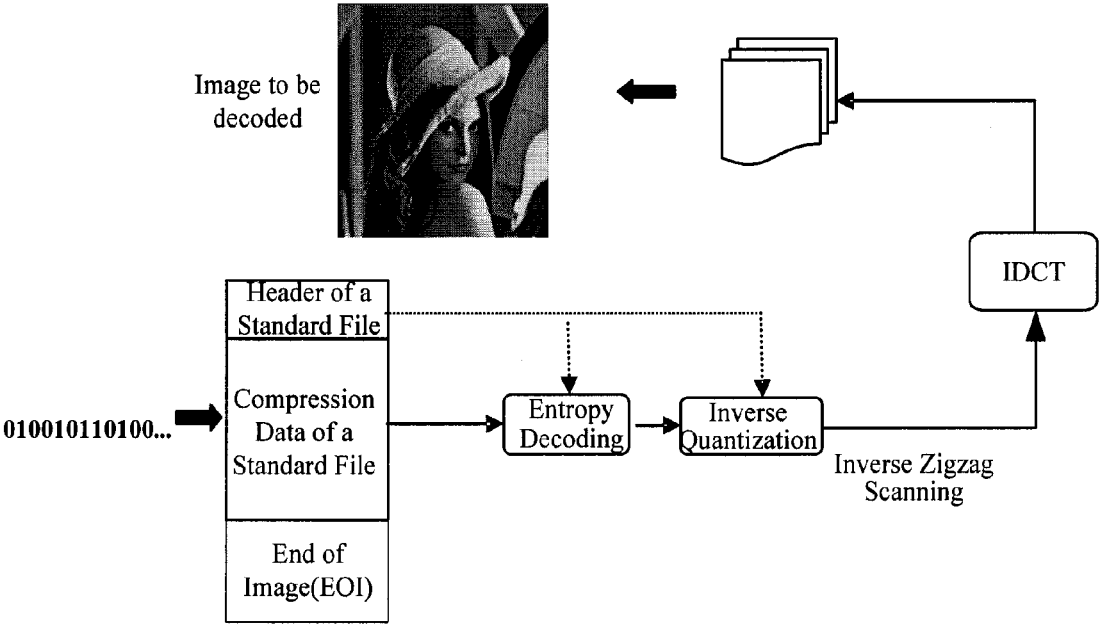 Image to be
decoded
IDCT
Header of a
Standard File
Compression
Data of a
Standard File
End of
Image(EOI)
010010110100...
Entropy
Decoding
Inverse
Quantization
Inverse Zigzag
Scanning